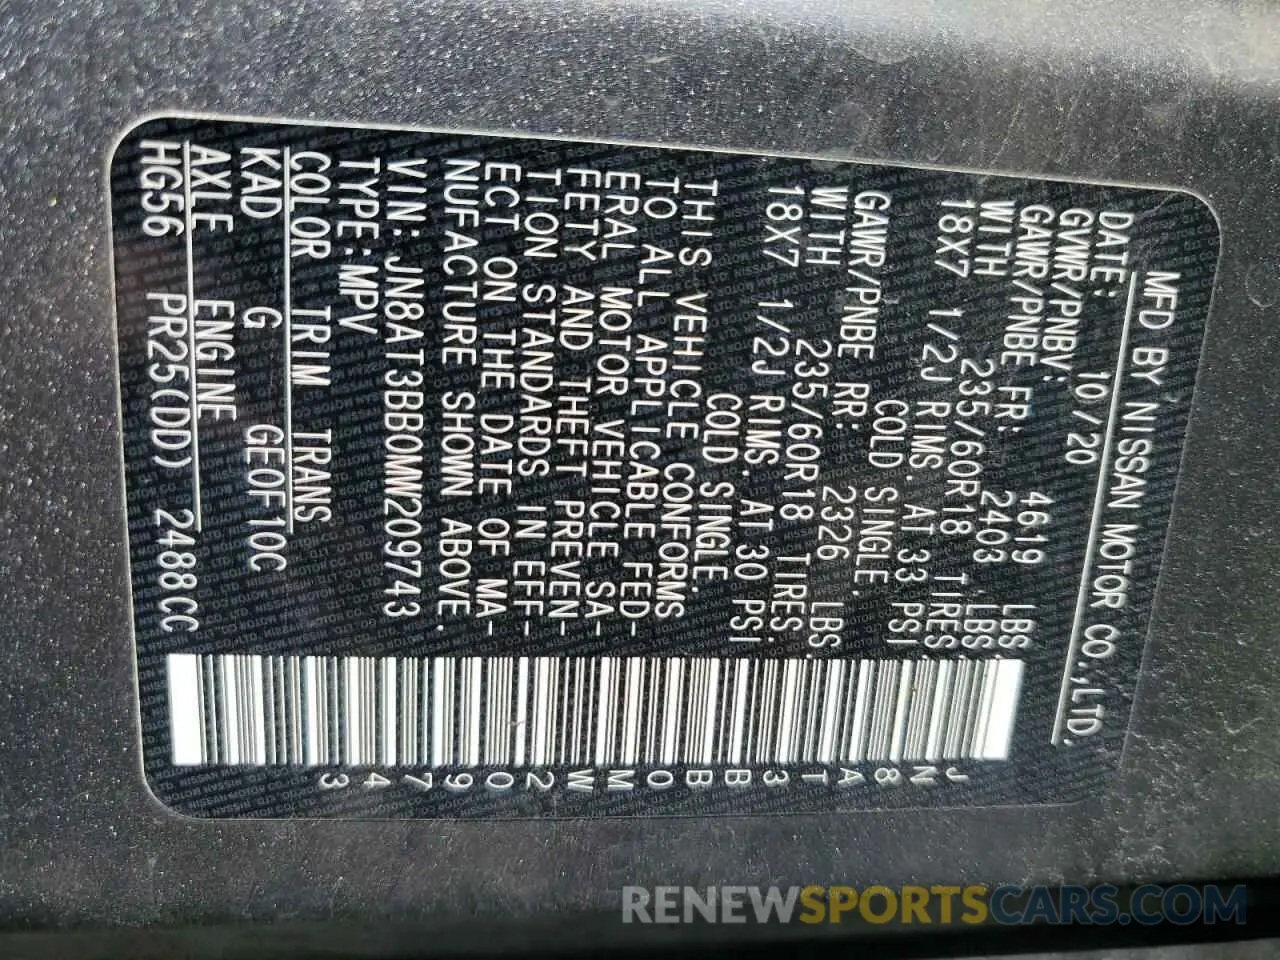 MFD BY NISSAN MOTOR CO.,LTD.
DATE: 10/20
GVWR/PNBV: 4619 LBS.
GAWR/PNBE FR: 2403 LBS.
WITH 235/60R18 TIRES,
18X7 1/2J RIMS. AT 33 PSI
COLD SINGLE.
GAWR/PNBE RR: 2326 LBS.
WITH 235/60R18 TIRES,
18X7 1/2J RIMS. AT 30 PSI
COLD SINGLE.
THIS VEHICLE CONFORMS
TO ALL APPLICABLE FED-
ERAL MOTOR VEHICLE SA-
FETY AND THEFT PREVEN-
TION STANDARDS IN EFF-
ECT ON THE DATE OF MA-
NUFACTURE SHOWN ABOVE.
VIN: JN8AT3BB0MW209743
TYPE:MPV
COLOR TRIM TRANS
KAD G GE0F10C
AXLE ENGINE
HG56 PR25(DD) 2488CC
JN8AT3BB0MW209743
RENEWSPORTSCARS.COM